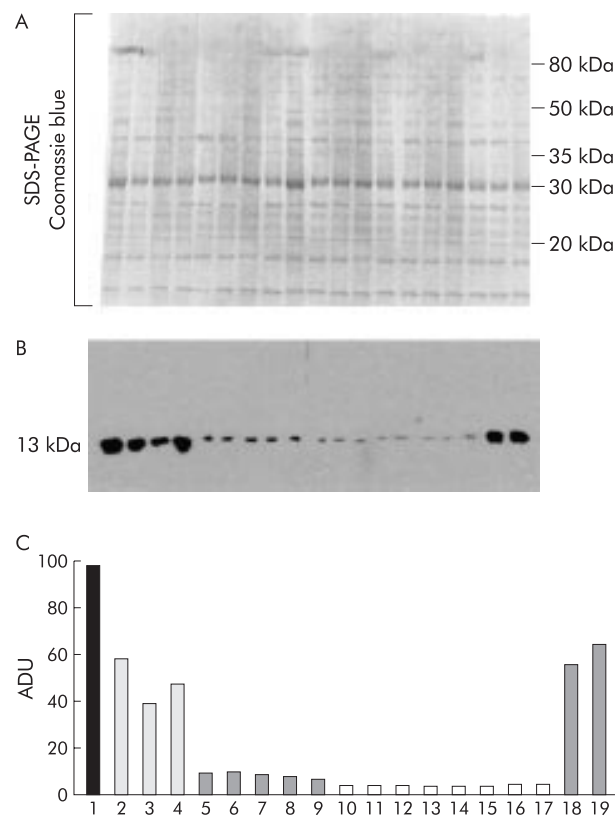 A
SDS-PAGE
Coomassie blue
80 kDa
50 kDa
35 kDa
30 kDa
20 kDa
B
13 kDa
C
ADU
100
80
60
40
20
0
1 2 3 4 5 6 7 8 9 10 11 12 13 14 15 16 17 18 19